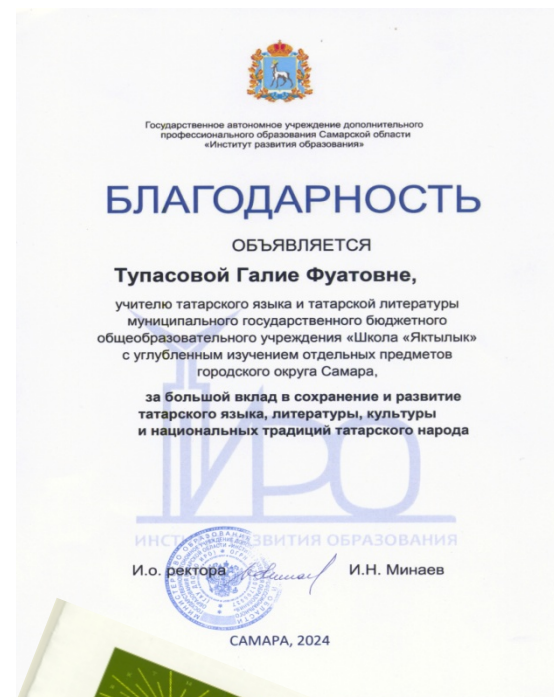 Государственное автономное учреждение дополнительного
профессионального образования Самарской области
«Институт развития образования»
БЛАГОДАРНОСТЬ
ОБЪЯВЛЯЕТСЯ
Тупасовой Галие Фуатовне,
учителю татарского языка и татарской литературы
муниципального государственного бюджетного
общеобразовательного учреждения «Школа «Яктылык»
с углубленным изучением отдельных предметов
городского округа Самара,
за большой вклад в сохранение и развитие
татарского языка, литературы, культуры
и национальных традиций татарского народа
ИРО
РАЗВИТИЯ ОБРАЗОВАНИЯ
И.о. ректора
И.Н. Минаев
САМАРА, 2024